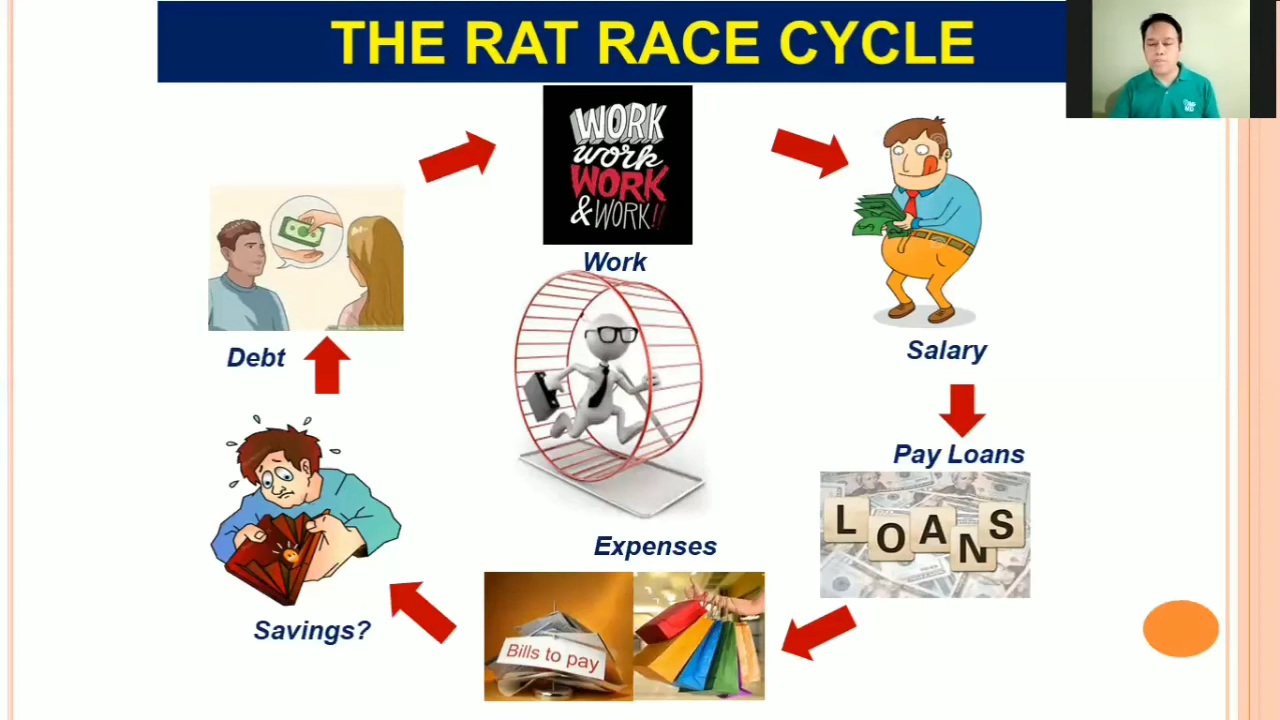 THE RAT RACE CYCLE
WORK
work
WORK
& WORK!!
Work
Salary
Debt
Pay Loans
LOANS
Expenses
Savings?
Bills to pay